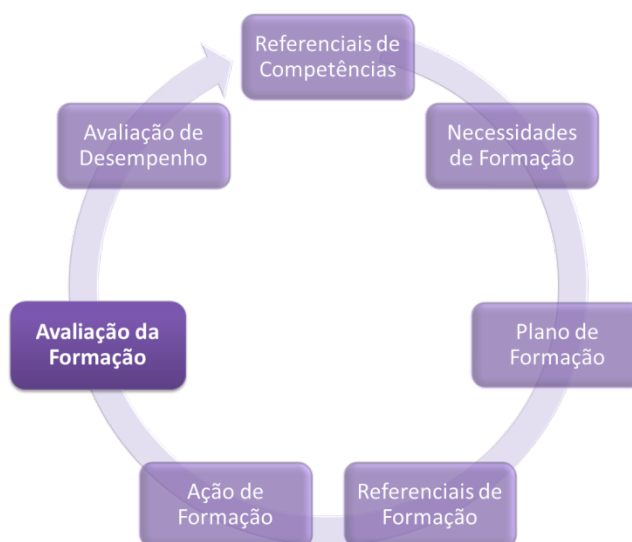 Referenciais de
Competências
Necessidades
de Formação
Plano de
Formação
Referenciais de
Formação
Ação de
Formação
Avaliação da
Formação
Avaliação de
Desempenho